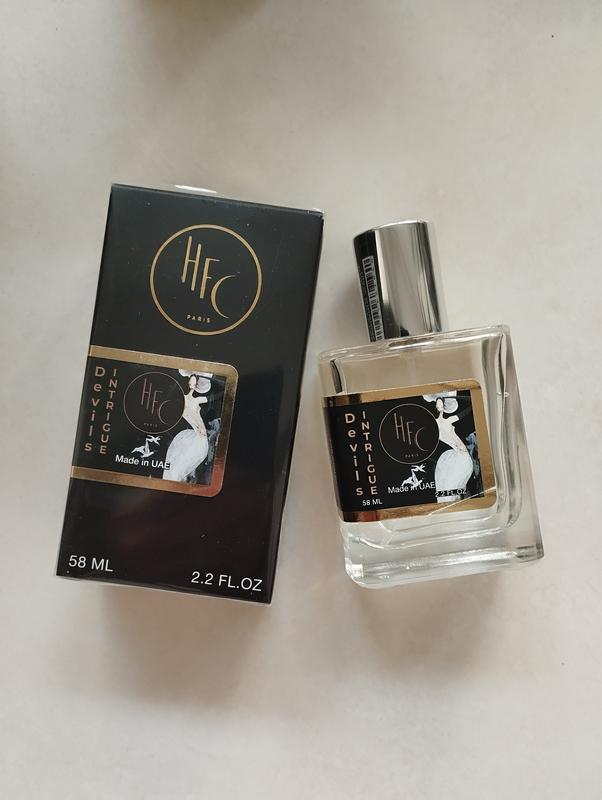 HFC
PARIS
Devils
INTRIGUE
HFC
PARIS
Made in UAE
58 ML
2.2 FL.OZ
Devils
INTRIGUE
HFC
PARIS
Made in UAE
58 ML
2.2 FL.OZ